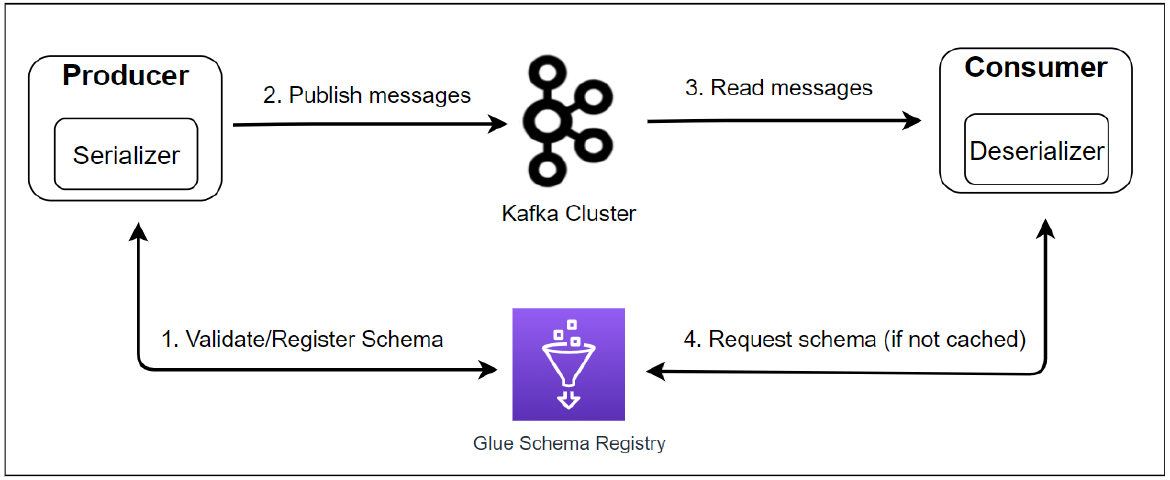 Producer
Serializer
2. Publish messages
Kafka Cluster
3. Read messages
Consumer
Deserializer
1. Validate/Register Schema
4. Request schema (if not cached)
Glue Schema Registry